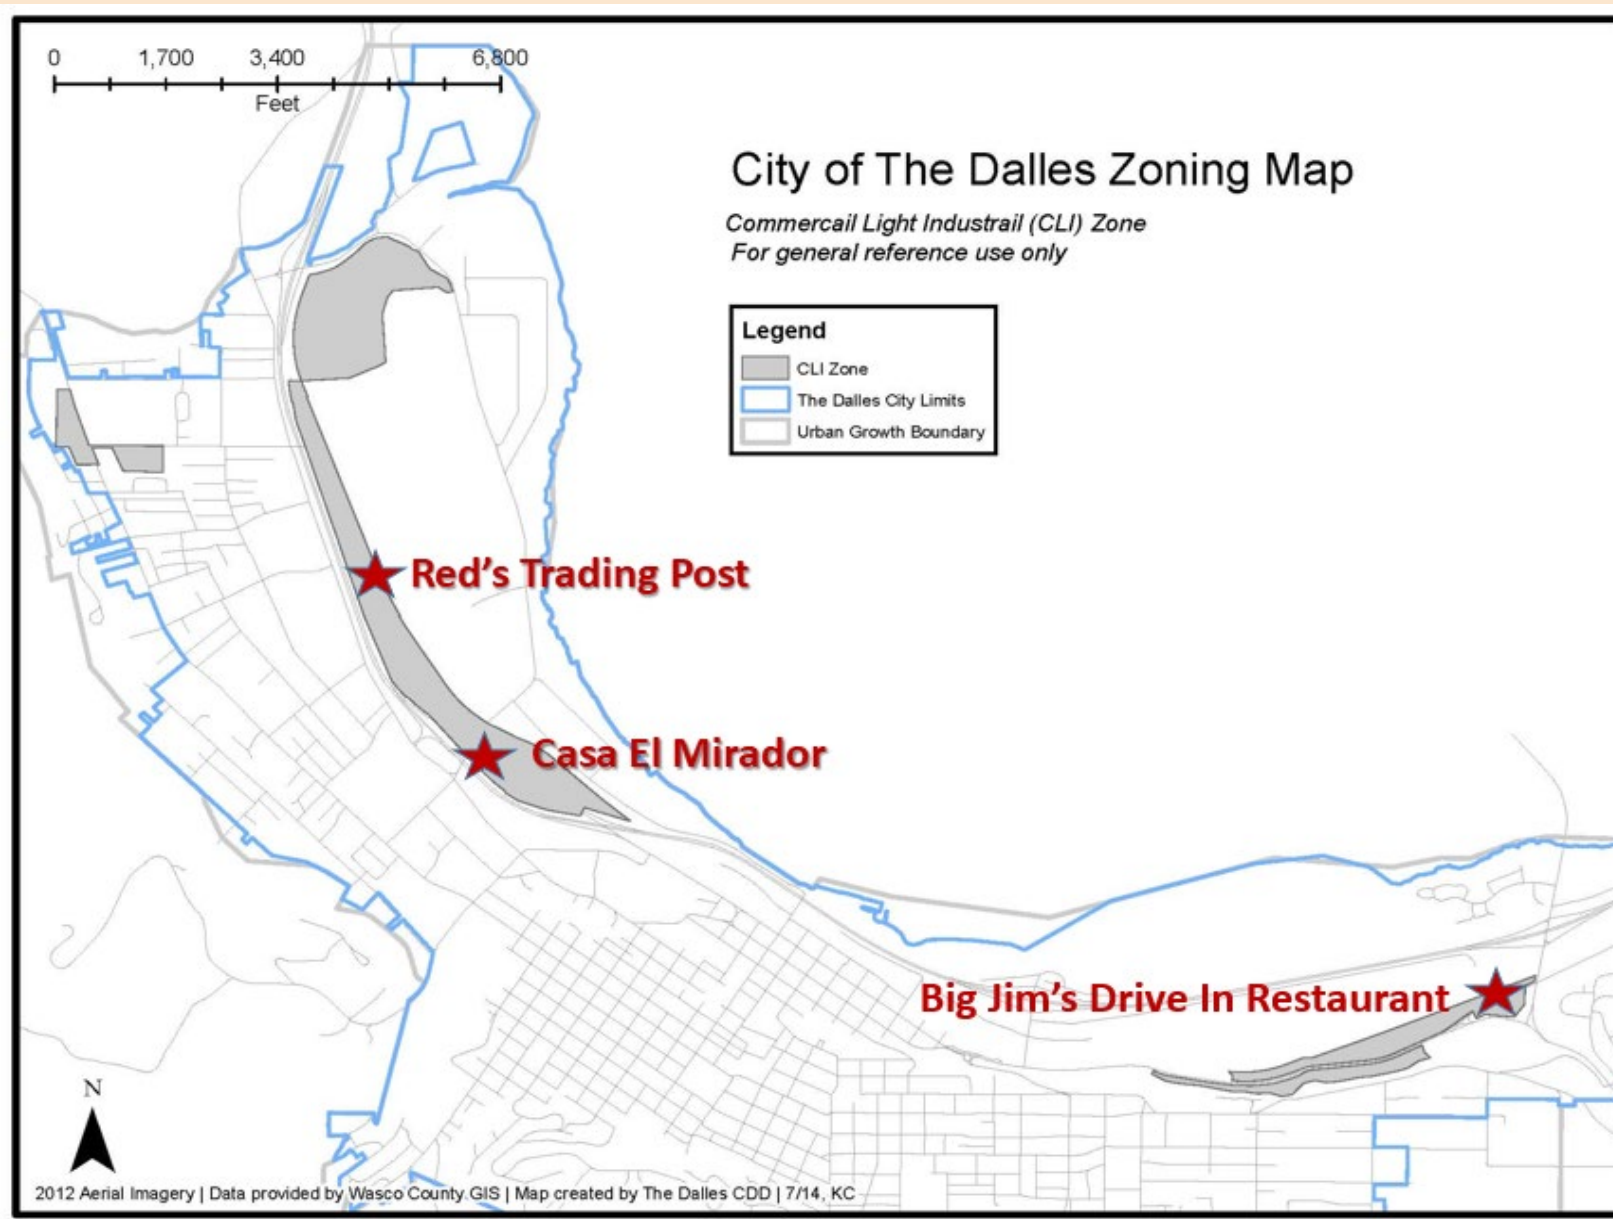 0 1,700 3,400 6,800
Feet
City of The Dalles Zoning Map
Commercail Light Industrail (CLI) Zone
For general reference use only
Legend
CLI Zone
The Dalles City Limits
Urban Growth Boundary
Red’s Trading Post
Casa El Mirador
Big Jim’s Drive In Restaurant
N
2012 Aerial Imagery | Data provided by Wasco County GIS | Map created by The Dalles CDD | 7/14, KC